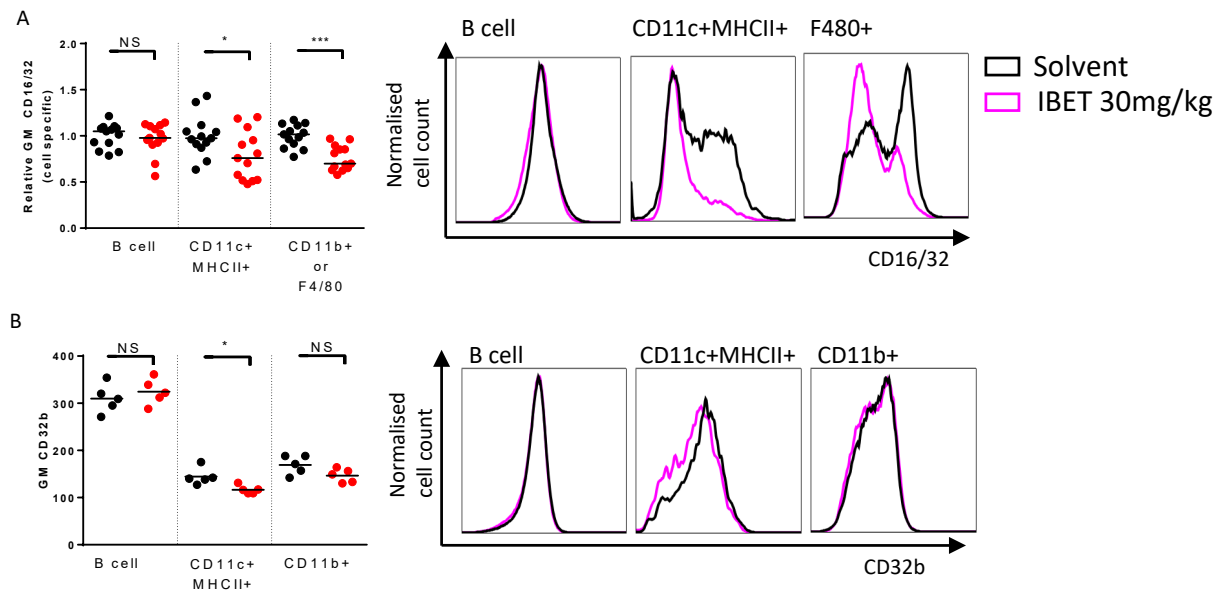 A
Relative GM CD16/32
(cell specific)
2.0
1.5
1.0
0.5
0.0
NS
*
***
B cell
CD11c+
MHCII+
CD11b+
or
F4/80
Normalised
cell count
B cell
CD11c+MHCII+
F480+
CD16/32
Solvent
IBET 30mg/kg
B
GM CD32b
400
300
200
100
0
NS
*
NS
B cell
CD11c+
MHCII+
CD11b+
Normalised
cell count
B cell
CD11c+MHCII+
CD11b+
CD32b